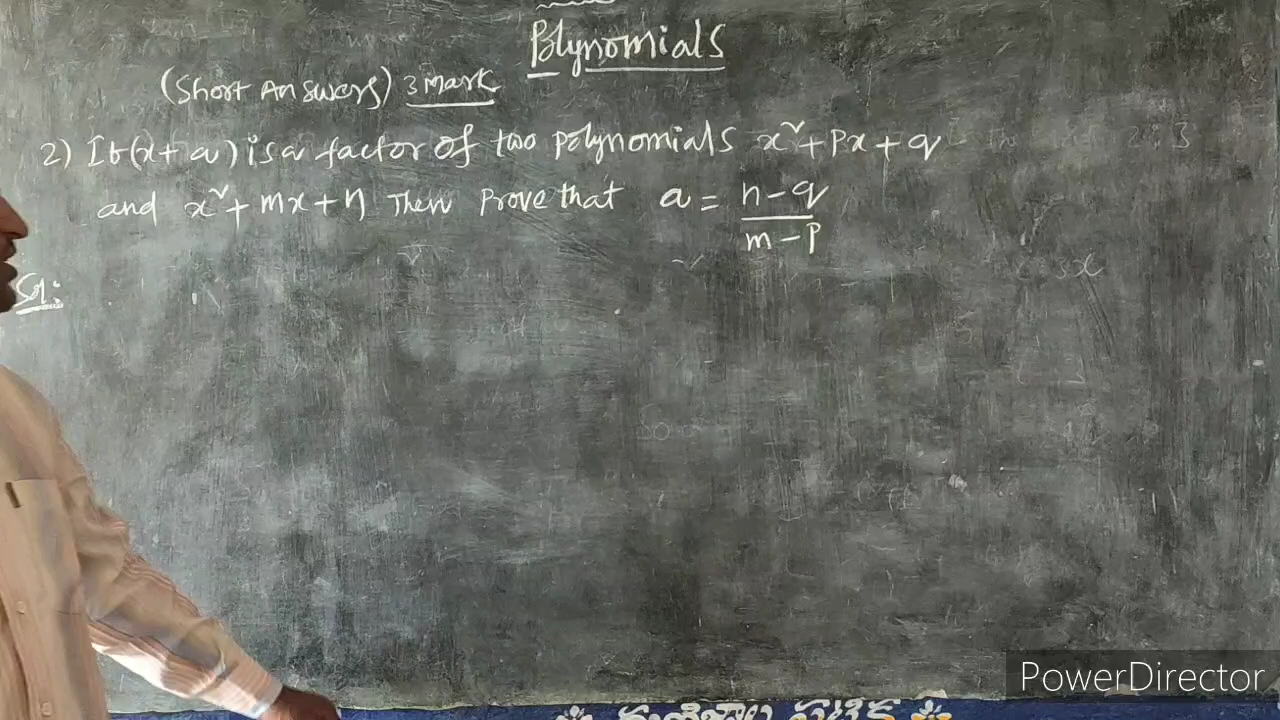 Polynomials
(Short Answers) 3 Mark
2) If (x + a) is a factor of two polynomials x² + Px + q
and x² + mx + n Then Prove that a = n - q / m - P
Sol:
PowerDirector